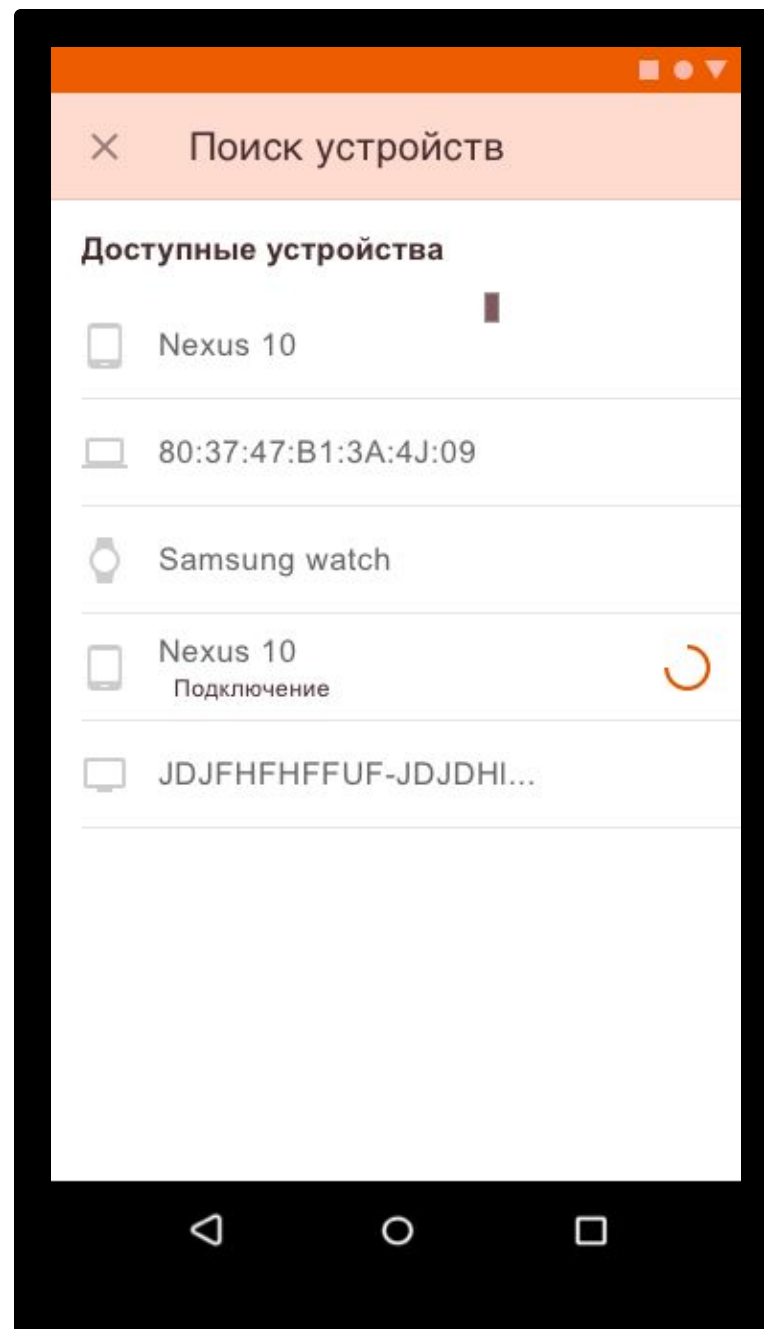 Поиск устройств
Доступные устройства
Nexus 10
80:37:47:B1:3A:4J:09
Samsung watch
Nexus 10
Подключение
JDJFHFHFFUF-JDJDHI...